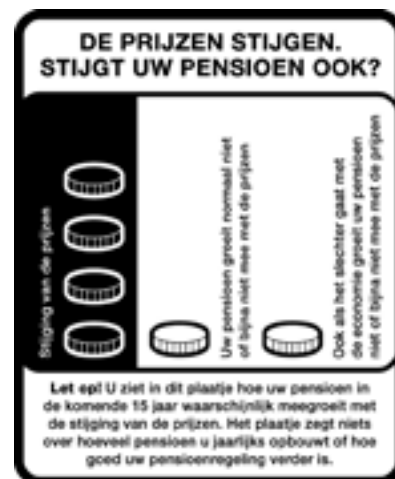 DE PRIJZEN STIJGEN.
STIJGT UW PENSIOEN OOK?
Stijging van de prijzen
Uw pensioen groeit normaal niet
of bijna niet mee met de prijzen
Ook als het slechter gaat met
de economie groeit uw pensioen
niet of bijna niet mee met de prijzen
Let op! U ziet in dit plaatje hoe uw pensioen in
de komende 15 jaar waarschijnlijk meegroeit met
de stijging van de prijzen. Het plaatje zegt niets
over hoeveel pensioen u jaarlijks opbouwt of hoe
goed uw pensioenregeling verder is.